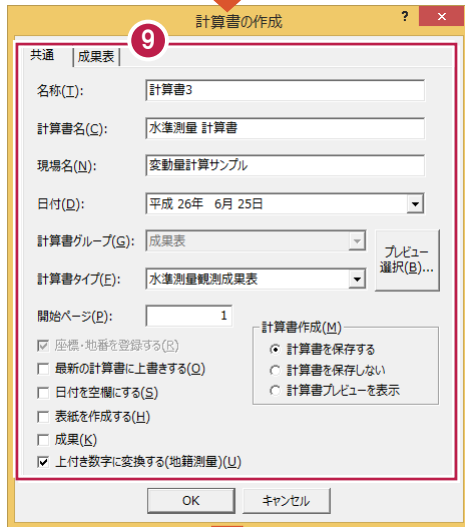 計算書の作成
?
×
9
共通
成果表
名称(T):
計算書3
計算書名(C):
水準測量 計算書
現場名(N):
変動量計算サンプル
日付(D):
平成 26年 6月 25日
計算書グループ(G):
成果表
プレビュー
選択(B)...
計算書タイプ(F):
水準測量観測成果表
開始ページ(P):
1
計算書作成(M)
座標・地番を登録する(R)
計算書を保存する
最新の計算書に上書きする(O)
計算書を保存しない
日付を空欄にする(S)
計算書プレビューを表示
表紙を作成する(H)
成果(K)
上付き数字に変換する(地籍測量)(U)
OK
キャンセル